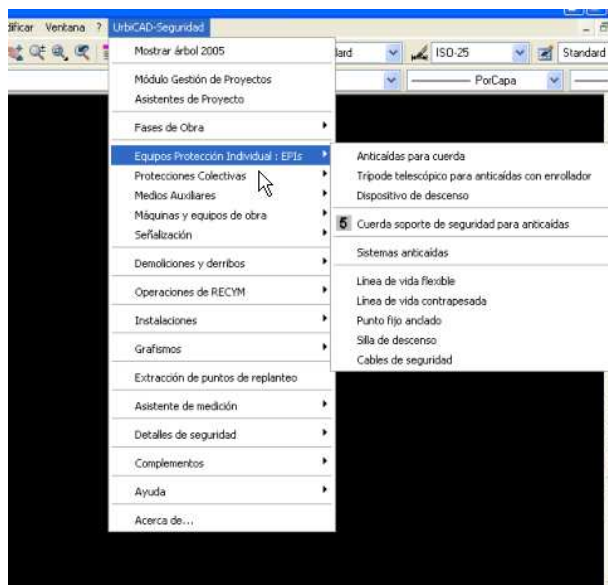 ificar Ventana ? UrbiCAD-Seguridad
lard ISO-25 Standard
PorCapa
Mostrar árbol 2005
Módulo Gestión de Proyectos
Asistentes de Proyecto
Fases de Obra
Equipos Protección Individual : EPIs
Protecciones Colectivas
Medios Auxiliares
Máquinas y equipos de obra
Señalización
Demoliciones y derribos
Operaciones de RECYM
Instalaciones
Grafismos
Extracción de puntos de replanteo
Asistente de medición
Detalles de seguridad
Complementos
Ayuda
Acerca de...
Anticaídas para cuerda
Trípode telescópico para anticaídas con enrollador
Dispositivo de descenso
5 Cuerda soporte de seguridad para anticaídas
Sistemas anticaídas
Línea de vida flexible
Línea de vida contrapesada
Punto fijo anclado
Silla de descenso
Cables de seguridad